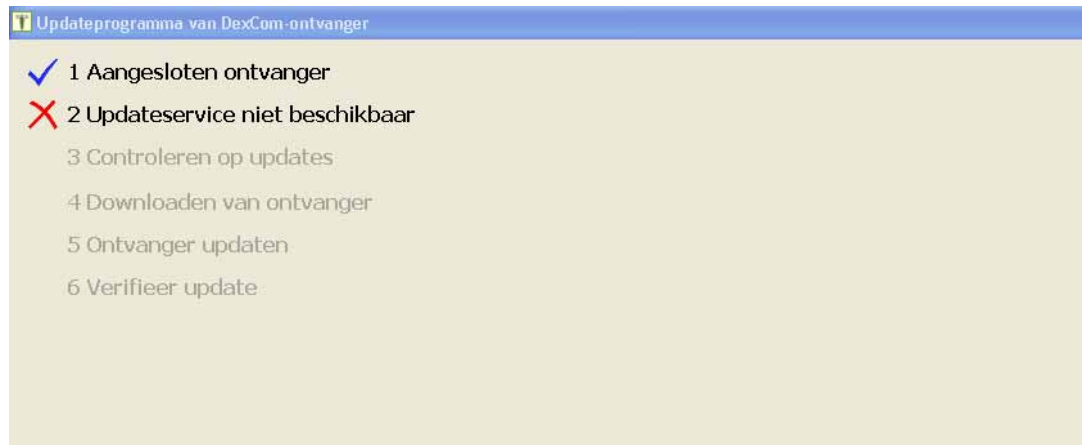 Updateprogramma van DexCom-ontvanger
1 Aangesloten ontvanger
2 Updateservice niet beschikbaar
3 Controleren op updates
4 Downloaden van ontvanger
5 Ontvanger updaten
6 Verifieer update